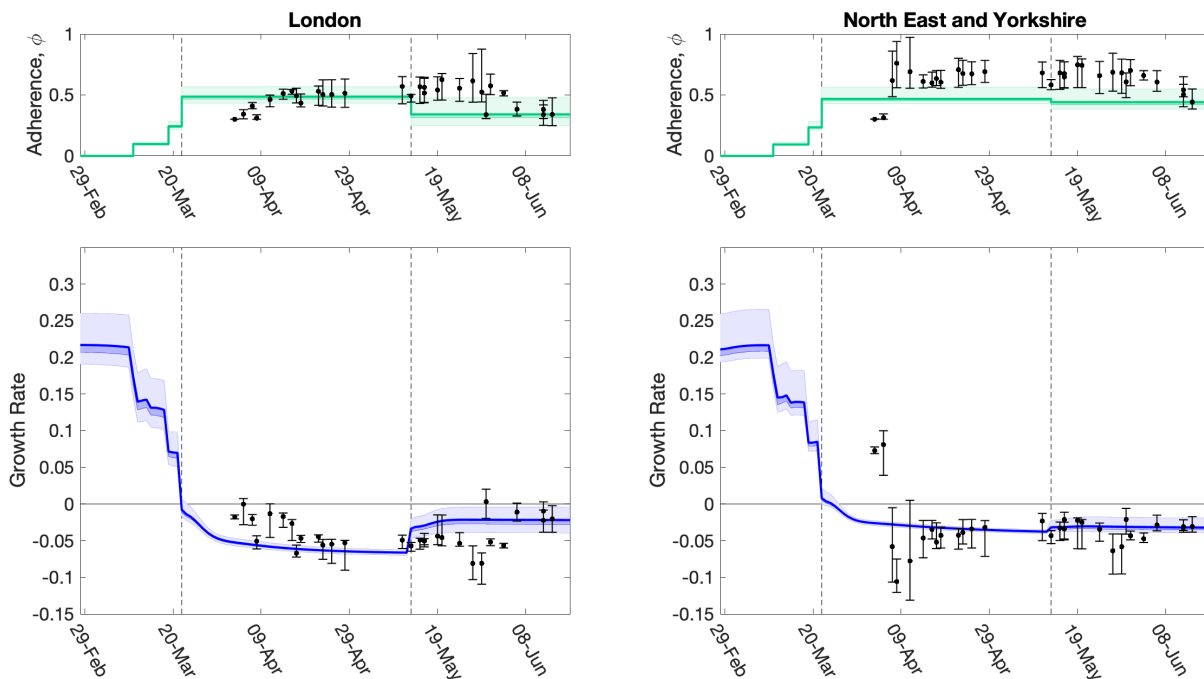 London
Adherence, ϕ
1
0.5
0
29-Feb
20-Mar
09-Apr
29-Apr
19-May
08-Jun
North East and Yorkshire
Adherence, ϕ
1
0.5
0
29-Feb
20-Mar
09-Apr
29-Apr
19-May
08-Jun
Growth Rate
0.3
0.25
0.2
0.15
0.1
0.05
0
-0.05
-0.1
-0.15
29-Feb
20-Mar
09-Apr
29-Apr
19-May
08-Jun
Growth Rate
0.3
0.25
0.2
0.15
0.1
0.05
0
-0.05
-0.1
-0.15
29-Feb
20-Mar
09-Apr
29-Apr
19-May
08-Jun